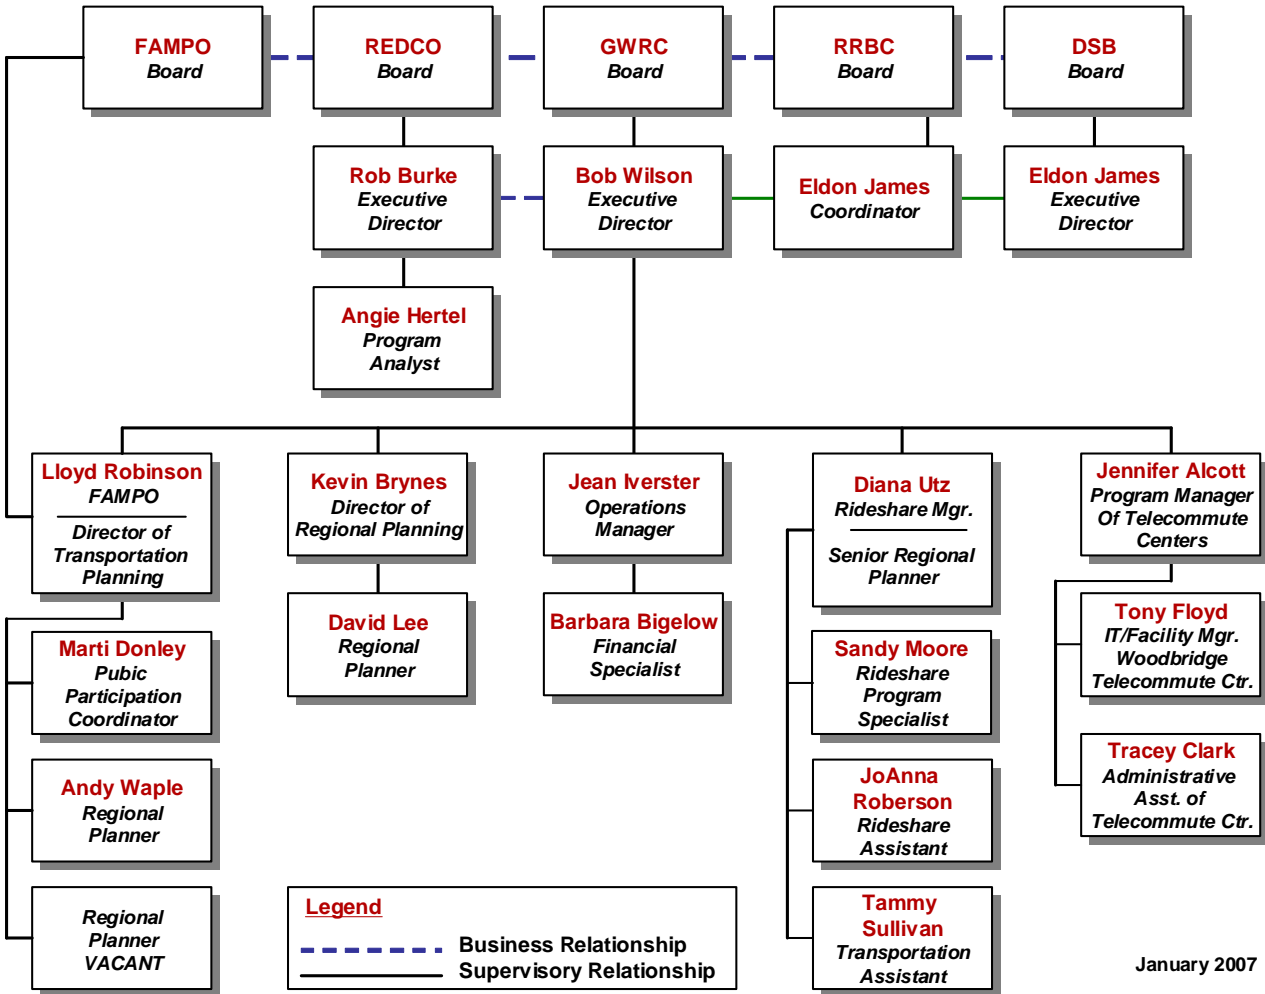 FAMPO
Board
REDCO
Board
GWRC
Board
RRBC
Board
DSB
Board
Rob Burke
Executive
Director
Bob Wilson
Executive
Director
Eldon James
Coordinator
Eldon James
Executive
Director
Angie Hertel
Program
Analyst
Lloyd Robinson
FAMPO
Director of
Transportation
Planning
Kevin Brynes
Director of
Regional Planning
Jean Iverster
Operations
Manager
Diana Utz
Rideshare Mgr.
Senior Regional
Planner
Jennifer Alcott
Program Manager
Of Telecommute
Centers
Marti Donley
Pubic
Participation
Coordinator
David Lee
Regional
Planner
Barbara Bigelow
Financial
Specialist
Sandy Moore
Rideshare
Program
Specialist
Tony Floyd
IT/Facility Mgr.
Woodbridge
Telecommute Ctr.
Andy Waple
Regional
Planner
JoAnna
Roberson
Rideshare
Assistant
Tracey Clark
Administrative
Asst. of
Telecommute Ctr.
Regional
Planner
VACANT
Tammy
Sullivan
Transportation
Assistant
Legend
Business Relationship
Supervisory Relationship
January 2007